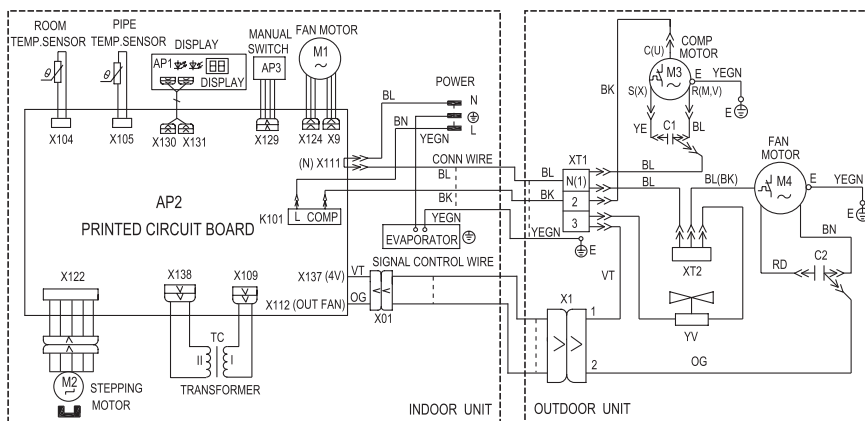 ROOM
TEMP.SENSOR
PIPE
TEMP.SENSOR
DISPLAY
AP1
DISPLAY
MANUAL
SWITCH
AP3
FAN MOTOR
M1
POWER
N
L
BL
BN
YEGN
X104
X105
X130 X131
X129
X124 X9
(N) X111
AP2
PRINTED CIRCUIT BOARD
K101
L COMP
CONN WIRE
BL
BK
YEGN
EVAPORATOR
SIGNAL CONTROL WIRE
X122
X138
X109
X137 (4V)
VT
X112 (OUT FAN)
OG
X01
TC
II
I
TRANSFORMER
M2
STEPPING
MOTOR
INDOOR UNIT
C(U)
COMP
MOTOR
M3
E
YEGN
S(X)
R(M,V)
E
BK
YE
C1
BL
FAN
MOTOR
XT1
BL
N(1)
BL
BK
2
BL
3
YEGN
E
BL(BK)
M4
E
YEGN
E
BN
RD
C2
XT2
VT
X1
1
YV
2
OG
OUTDOOR UNIT